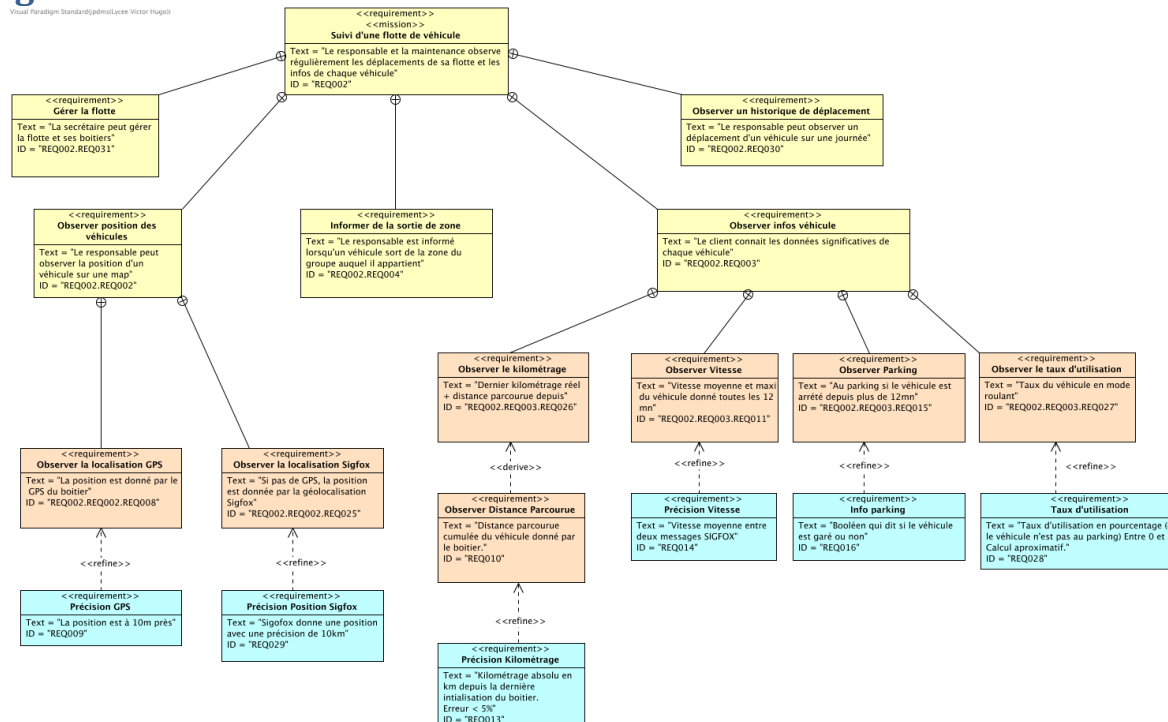 g
Visual Paradigm Standard(jpdms(Lycee Victor Hugo))
<<requirement>>
<<mission>>
Suivi d'une flotte de véhicule
Text = "Le responsable et la maintenance observe
régulièrement les déplacements de sa flotte et les
infos de chaque véhicule"
ID = "REQ002"
<<requirement>>
Gérer la flotte
Text = "La secrétaire peut gérer
la flotte et ses boitiers"
ID = "REQ002.REQ031"
<<requirement>>
Observer un historique de déplacement
Text = "Le responsable peut observer un
déplacement d'un véhicule sur une journée"
ID = "REQ002.REQ030"
<<requirement>>
Observer position des
véhicules
Text = "Le responsable peut
observer la position d'un
véhicule sur une map"
ID = "REQ002.REQ002"
<<requirement>>
Informer de la sortie de zone
Text = "Le responsable est informé
lorsqu'un véhicule sort de la zone du
groupe auquel il appartient"
ID = "REQ002.REQ004"
<<requirement>>
Observer infos véhicule
Text = "Le client connait les données significatives de
chaque véhicule"
ID = "REQ002.REQ003"
<<requirement>>
Observer le kilométrage
Text = "Dernier kilométrage réel
+ distance parcourue depuis"
ID = "REQ002.REQ003.REQ026"
<<requirement>>
Observer Vitesse
Text = "Vitesse moyenne et maxi
du véhicule donné toutes les 12
mn"
ID = "REQ002.REQ003.REQ011"
<<requirement>>
Observer Parking
Text = "Au parking si le véhicule est
arrété depuis plus de 12mn"
ID = "REQ002.REQ003.REQ015"
<<requirement>>
Observer le taux d'utilisation
Text = "Taux du véhicule en mode
roulant"
ID = "REQ002.REQ003.REQ027"
<<requirement>>
Observer la localisation GPS
Text = "La position est donné par le
GPS du boitier"
ID = "REQ002.REQ002.REQ008"
<<requirement>>
Observer la localisation Sigfox
Text = "Si pas de GPS, la position
est donnée par la géolocalisation
Sigfox"
ID = "REQ002.REQ002.REQ025"
<<derive>>
<<refine>>
<<refine>>
<<refine>>
<<requirement>>
Observer Distance Parcourue
Text = "Distance parcourue
cumulée du véhicule donné par
le boitier."
ID = "REQ010"
<<requirement>>
Précision Vitesse
Text = "Vitesse moyenne entre
deux messages SIGFOX"
ID = "REQ014"
<<requirement>>
Info parking
Text = "Booléen qui dit si le véhicule
est garé ou non"
ID = "REQ016"
<<requirement>>
Taux d'utilisation
Text = "Taux d'utilisation en pourcentage (
le véhicule n'est pas au parking) Entre 0 et
Calcul aproximatif."
ID = "REQ028"
<<refine>>
<<refine>>
<<requirement>>
Précision GPS
Text = "La position est à 10m près"
ID = "REQ009"
<<requirement>>
Précision Position Sigfox
Text = "Sigofox donne une position
avec une précision de 10km"
ID = "REQ029"
<<refine>>
<<requirement>>
Précision Kilométrage
Text = "Kilométrage absolu en
km depuis la dernière
intialisation du boitier.
Erreur < 5%"
ID = "REQ013"